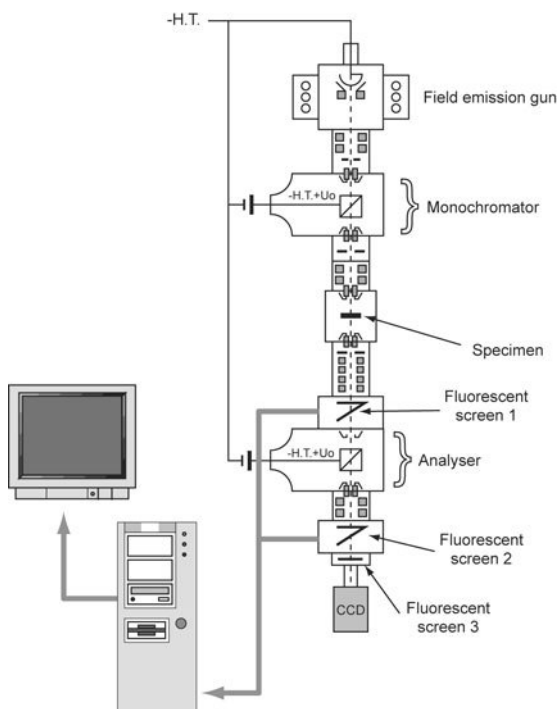 -H.T.
Field emission gun
-H.T.+Uo
Monochromator
Specimen
Fluorescent
screen 1
-H.T.+Uo
Analyser
Fluorescent
screen 2
CCD
Fluorescent
screen 3